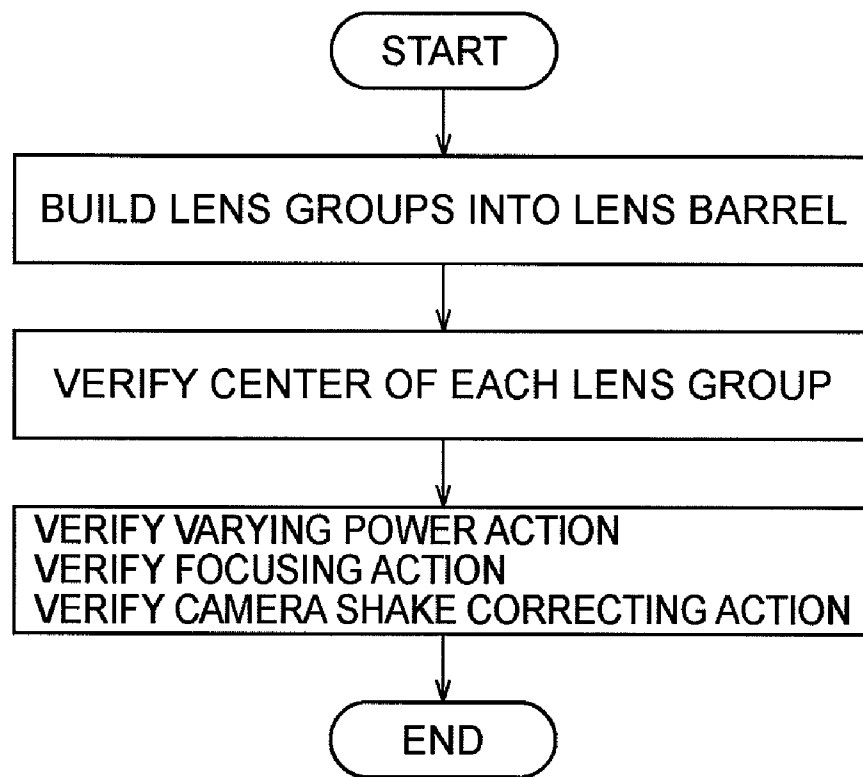 START
BUILD LENS GROUPS INTO LENS BARREL
VERIFY CENTER OF EACH LENS GROUP
VERIFY VARYING POWER ACTION
VERIFY FOCUSING ACTION
VERIFY CAMERA SHAKE CORRECTING ACTION
END